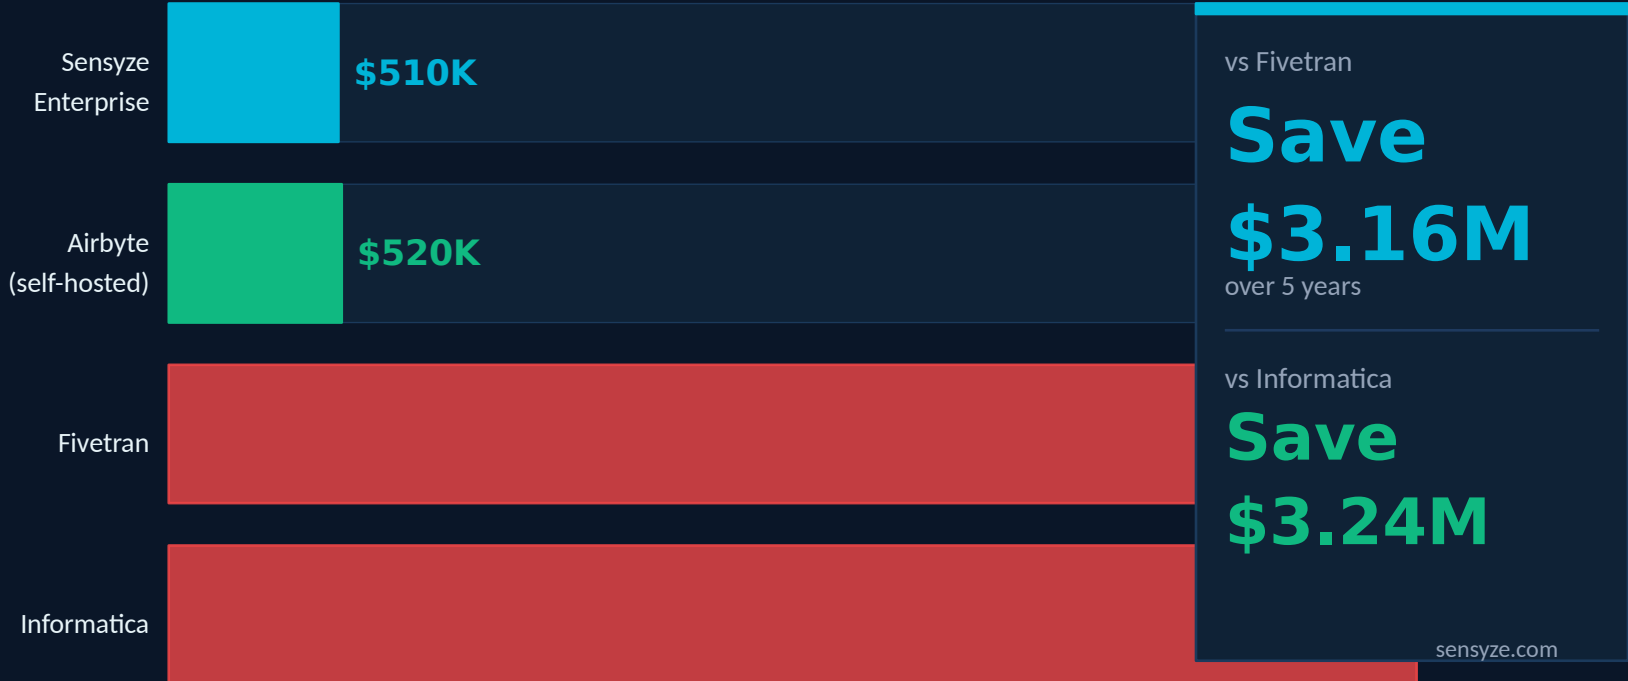 Sensyze
Enterprise
$510K
Airbyte
(self-hosted)
$520K
Fivetran
Informatica
vs Fivetran
Save
$3.16M
over 5 years
vs Informatica
Save
$3.24M
sensyze.com